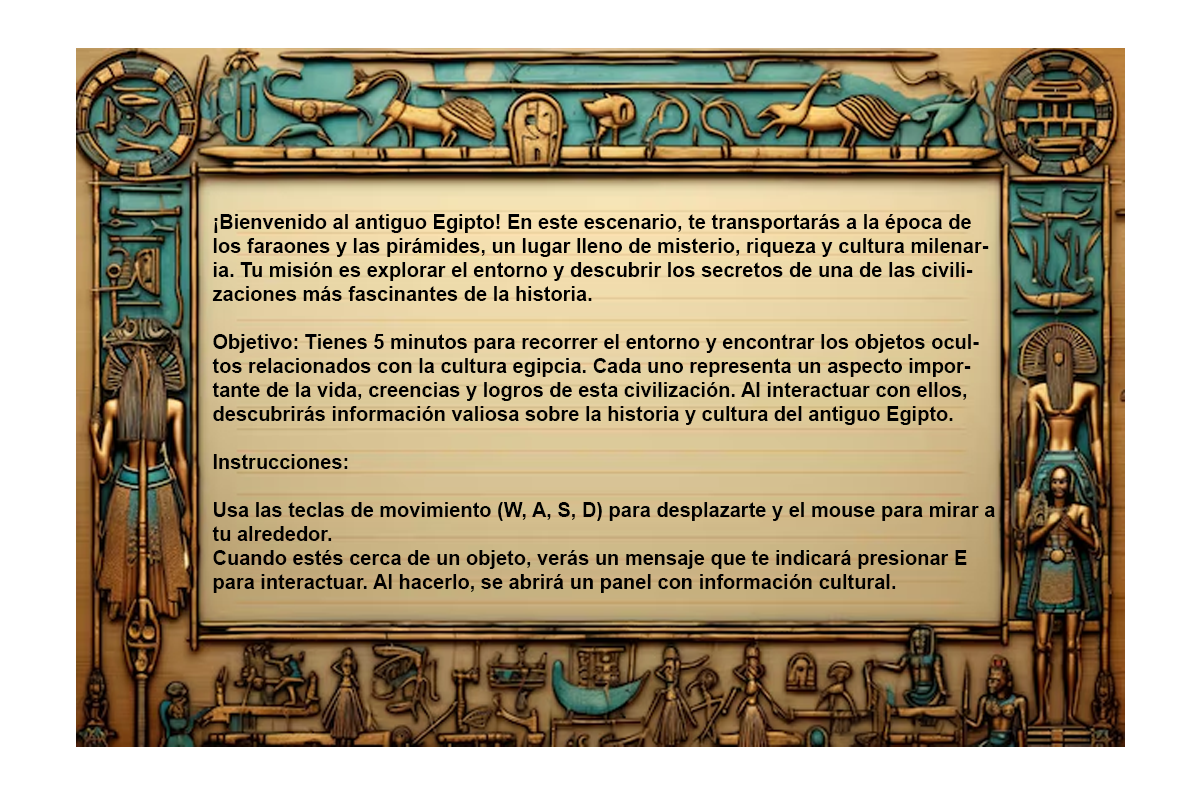 ¡Bienvenido al antiguo Egipto! En este escenario, te transportarás a la época de
los faraones y las pirámides, un lugar lleno de misterio, riqueza y cultura milenar-
ia. Tu misión es explorar el entorno y descubrir los secretos de una de las civili-
zaciones más fascinantes de la historia.
Objetivo: Tienes 5 minutos para recorrer el entorno y encontrar los objetos ocul-
tos relacionados con la cultura egipcia. Cada uno representa un aspecto impor-
tante de la vida, creencias y logros de esta civilización. Al interactuar con ellos,
descubrirás información valiosa sobre la historia y cultura del antiguo Egipto.
Instrucciones:
Usa las teclas de movimiento (W, A, S, D) para desplazarte y el mouse para mirar a
tu alrededor.
Cuando estés cerca de un objeto, verás un mensaje que te indicará presionar E
para interactuar. Al hacerlo, se abrirá un panel con información cultural.